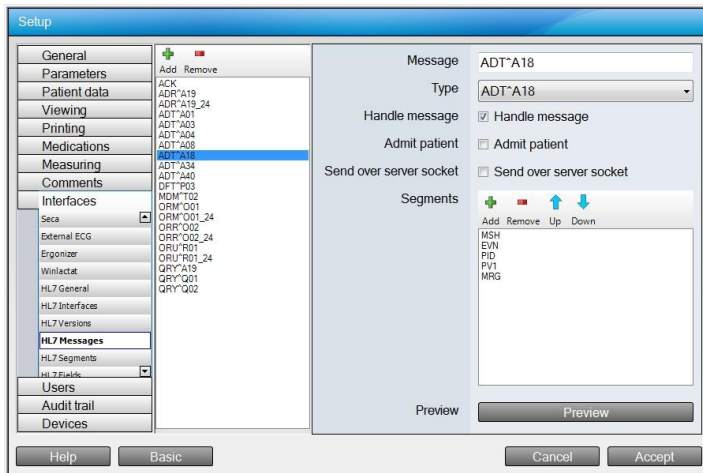 Setup
General
Parameters
Patient data
Viewing
Printing
Medications
Measuring
Comments
Interfaces
Seca
External ECG
Ergonizer
Winlactat
HL7 General
HL7 Interfaces
HL7 Versions
HL7 Messages
HL7 Segments
HL7 Fields
Users
Audit trail
Devices
Add Remove
ACK
ADR^A19
ADR^A19_24
ADT^A01
ADT^A03
ADT^A04
ADT^A08
ADT^A18
ADT^A34
ADT^A40
DFT^P03
MDM^T02
ORM^O01
ORM^O01_24
ORR^O02
ORR^O02_24
ORU^R01
ORU^R01_24
QRY^A19
QRY^Q01
QRY^Q02
Message ADT^A18
Type ADT^A18
Handle message Handle message
Admit patient Admit patient
Send over server socket Send over server socket
Segments
Add Remove Up Down
MSH
EVN
PID
PV1
MRG
Preview Preview
Help Basic Cancel Accept